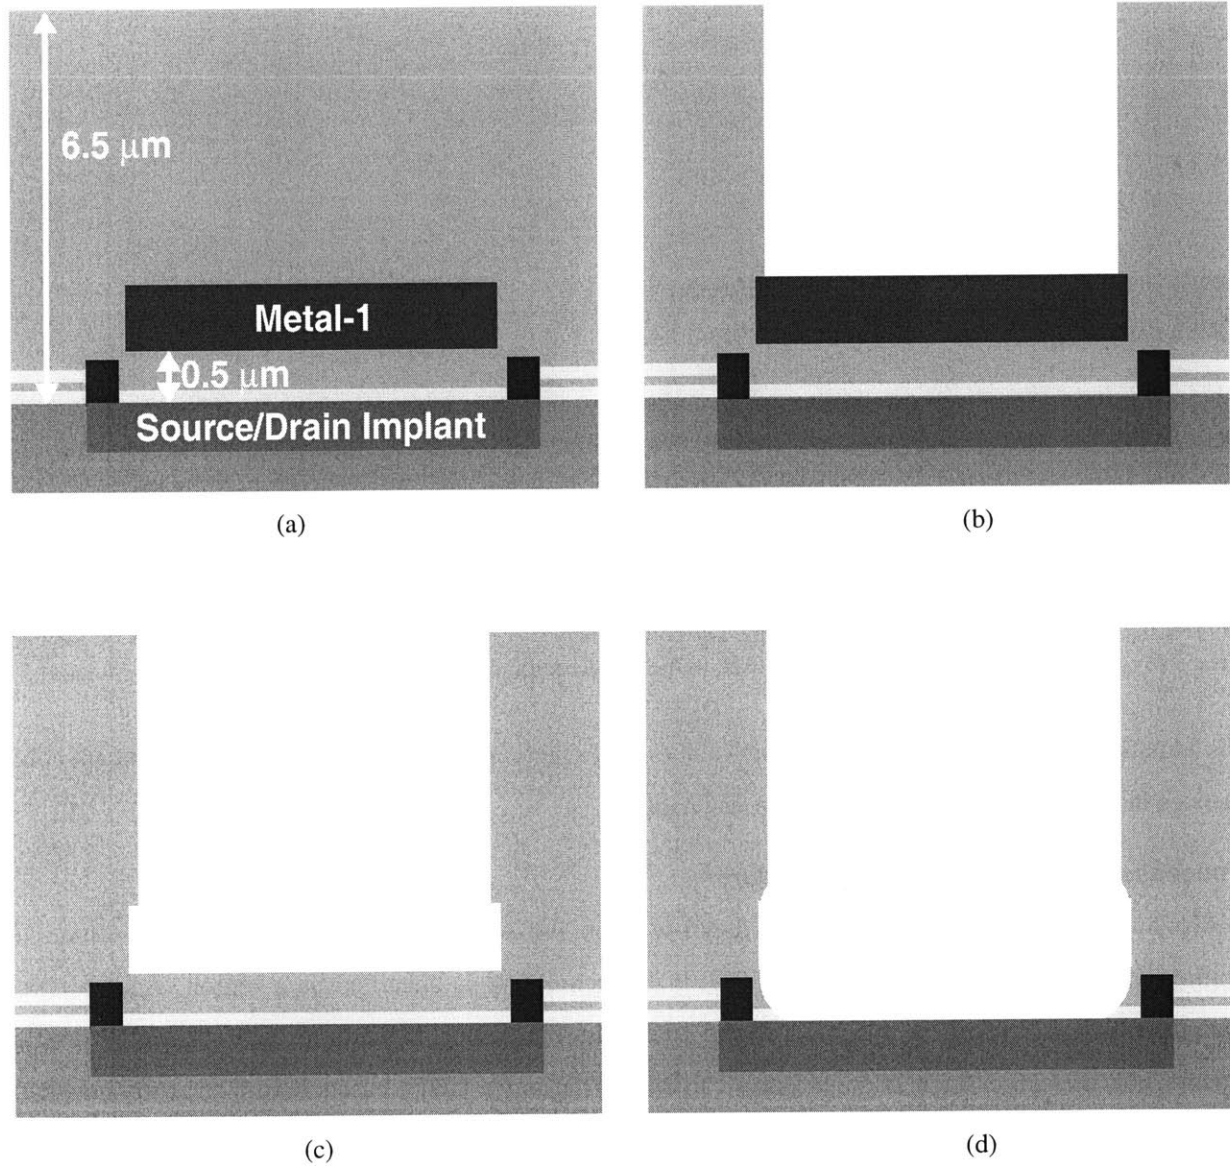 6.5 μm
Metal-1
0.5 μm
Source/Drain Implant
(a)
(b)
(c)
(d)